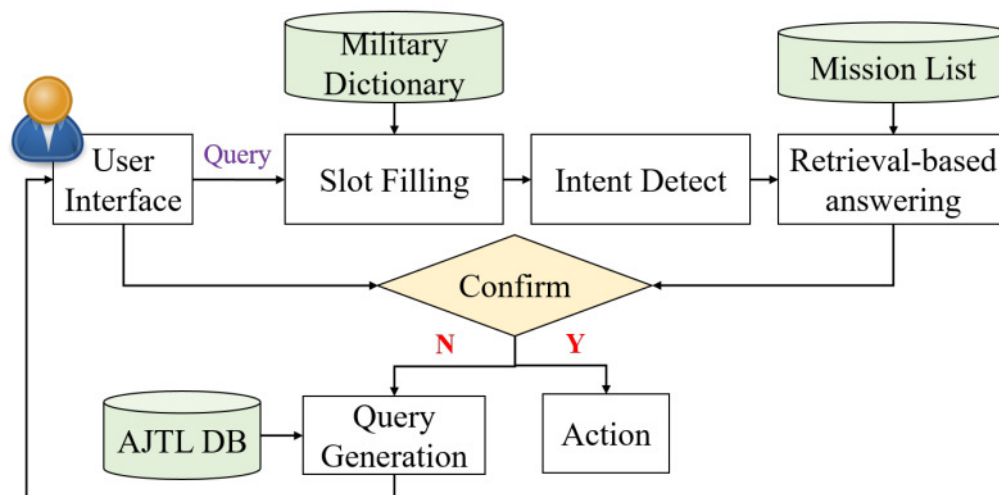 Military
Dictionary
Mission List
User
Interface
Query
Slot Filling
Intent Detect
Retrieval-based
answering
Confirm
N
Y
AJTL DB
Query
Generation
Action